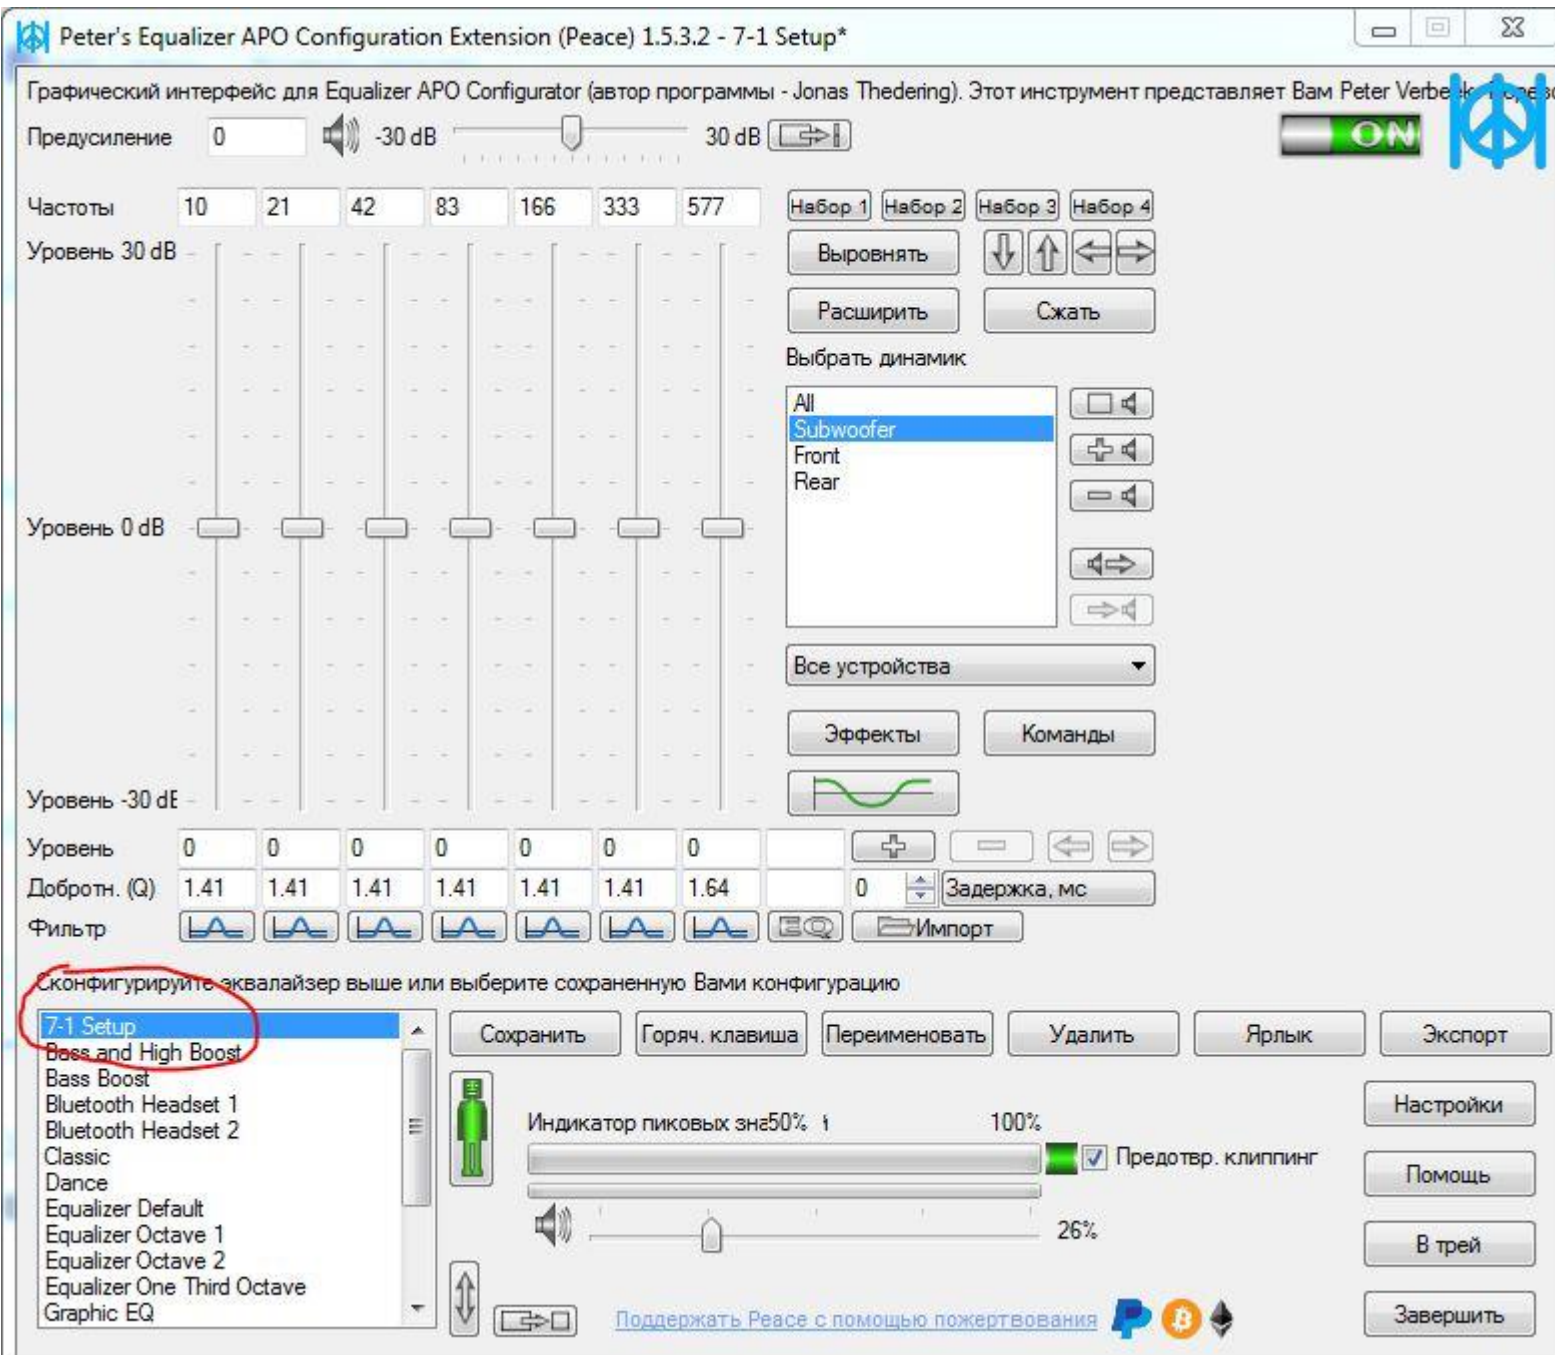 Peter's Equalizer APO Configuration Extension (Peace) 1.5.3.2 - 7-1 Setup*
Графический интерфейс для Equalizer APO Configurator (автор программы - Jonas Thedering). Этот инструмент представляет Вам Peter Verbeek.
Предусиление 0 -30 dB 30 dB ON
Частоты 10 21 42 83 166 333 577 Набор 1 Набор 2 Набор 3 Набор 4
Уровень 30 dB Выровнять
Расширить Сжать
Выбрать динамик
All
Subwoofer
Front
Rear
Уровень 0 dB
Все устройства
Эффекты Команды
Уровень -30 dE
Уровень 0 0 0 0 0 0 0
Добротн. (Q) 1.41 1.41 1.41 1.41 1.41 1.41 1.64 0 Задержка, мс
Фильтр EQ Импорт
Сконфигурируйте эквалайзер выше или выберите сохраненную Вами конфигурацию
7-1 Setup Сохранить Горяч. клавиша Переименовать Удалить Ярлык Экспорт
Bass and High Boost
Bass Boost
Bluetooth Headset 1 Индикатор пиковых зна 50% 100% Настройки
Bluetooth Headset 2
Classic Предотвр. клиппинг
Dance Помощь
Equalizer Default
Equalizer Octave 1 26% В трей
Equalizer Octave 2
Equalizer One Third Octave
Graphic EQ Поддержать Peace с помощью пожертвования Завершить